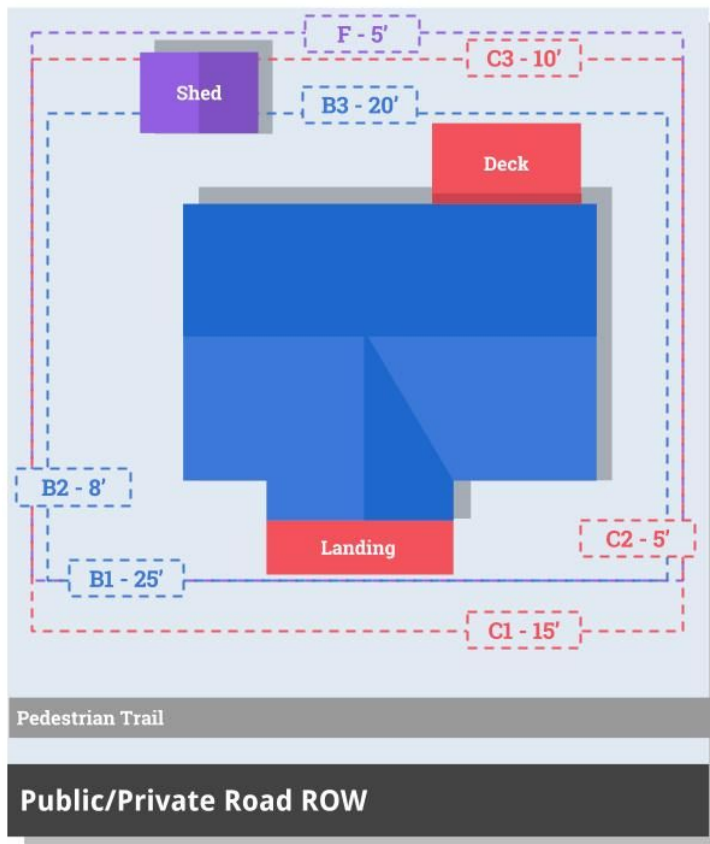 F - 5′
C3 - 10′
Shed
B3 - 20′
Deck
B2 - 8′
Landing
C2 - 5′
B1 - 25′
C1 - 15′
Pedestrian Trail
Public/Private Road ROW